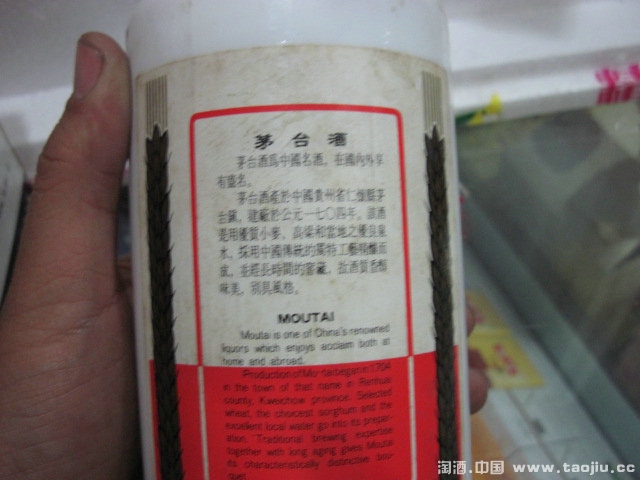 茅台酒
茅台酒爲中國名酒，在國內外享
有盛名。
茅台酒產於中國貴州省仁懷縣茅
台鎮，建廠於公元一七〇四年。該酒
是用優質小麥、高梁和當地之優良泉
水，採用中國傳統的獨特工藝精釀而
成，並經長時間的窖藏，故酒質香醇
味美，別具風格。
MOUTAI
Moutai is one of China's renowned
liquors which enjoys acclaim both at
home and abroad.
Production of Moutai began in 1704
in the town of that name in Renhuai
county, Kweichow province. Selected
wheat, the choicest sorghum and the
excellent local water go into its prepar-
ation. Traditional brewing expertise
together with long aging gives Moutai
its characteristically distinctive bou-
quet.
淘酒.中国 www.taojiu.cc